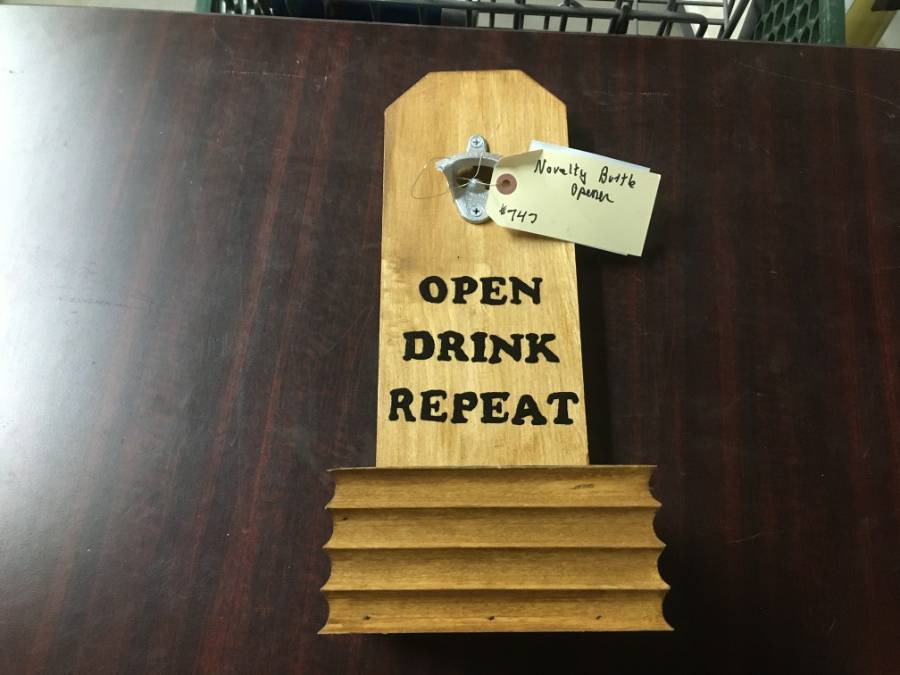 Novelty Bottle
Opener
#747
OPEN
DRINK
REPEAT